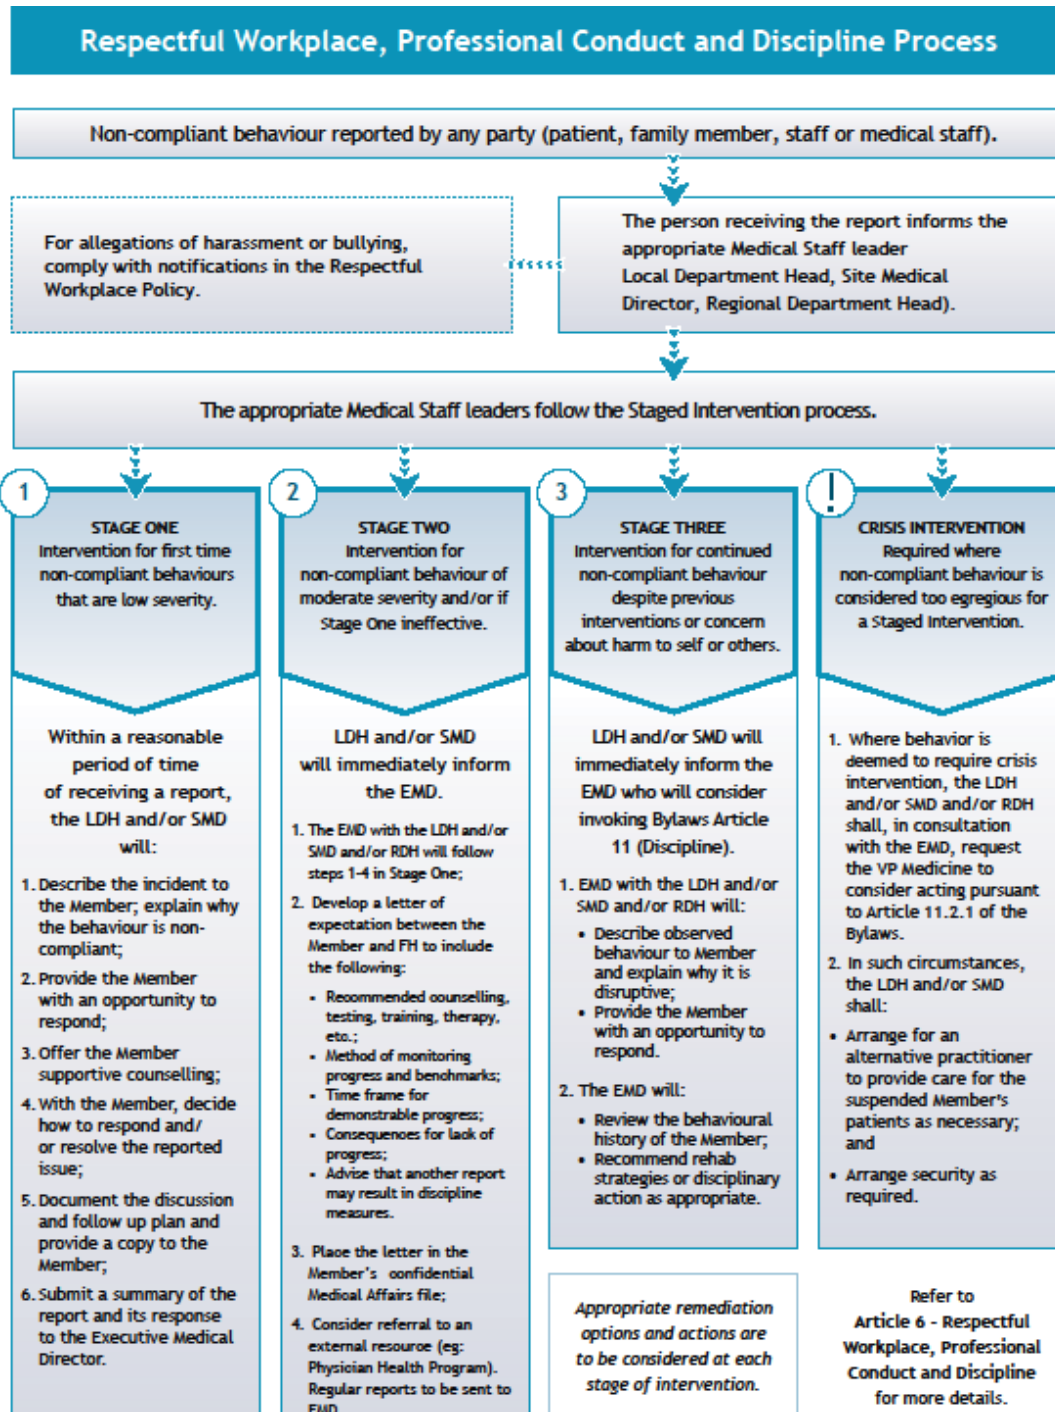 Respectful Workplace, Professional Conduct and Discipline Process
Non-compliant behaviour reported by any party (patient, family member, staff or medical staff).
For allegations of harassment or bullying,
comply with notifications in the Respectful
Workplace Policy.
The person receiving the report informs the
appropriate Medical Staff leader
Local Department Head, Site Medical
Director, Regional Department Head).
The appropriate Medical Staff leaders follow the Staged Intervention process.
1
STAGE ONE
Intervention for first time
non-compliant behaviours
that are low severity.
Within a reasonable
period of time
of receiving a report,
the LDH and/or SMD
will:
1. Describe the incident to
the Member; explain why
the behaviour is non-
compliant;
2. Provide the Member
with an opportunity to
respond;
3. Offer the Member
supportive counselling;
4. With the Member, decide
how to respond and/
or resolve the reported
issue;
5. Document the discussion
and follow up plan and
provide a copy to the
Member;
6. Submit a summary of the
report and its response
to the Executive Medical
Director.
2
STAGE TWO
Intervention for
non-compliant behaviour of
moderate severity and/or if
Stage One ineffective.
LDH and/or SMD
will immediately inform
the EMD.
1. The EMD with the LDH and/or
SMD and/or RDH will follow
steps 1-4 in Stage One;
2. Develop a letter of
expectation between the
Member and FH to include
the following:
• Recommended counselling,
testing, training, therapy,
etc.;
• Method of monitoring
progress and benchmarks;
• Time frame for
demonstrable progress;
• Consequences for lack of
progress;
• Advise that another report
may result in discipline
measures.
3. Place the letter in the
Member's confidential
Medical Affairs file;
4. Consider referral to an
external resource (eg:
Physician Health Program).
Regular reports to be sent to
EMD
3
STAGE THREE
Intervention for continued
non-compliant behaviour
despite previous
interventions or concern
about harm to self or others.
LDH and/or SMD will
immediately inform the
EMD who will consider
invoking Bylaws Article
11 (Discipline).
1. EMD with the LDH and/or
SMD and/or RDH will:
• Describe observed
behaviour to Member
and explain why it is
disruptive;
• Provide the Member
with an opportunity to
respond.
2. The EMD will:
• Review the behavioural
history of the Member;
• Recommend rehab
strategies or disciplinary
action as appropriate.
Appropriate remediation
options and actions are
to be considered at each
stage of intervention.
!
CRISIS INTERVENTION
Required where
non-compliant behaviour is
considered too egregious for
a Staged Intervention.
1. Where behavior is
deemed to require crisis
intervention, the LDH
and/or SMD and/or RDH
shall, in consultation
with the EMD, request
the VP Medicine to
consider acting pursuant
to Article 11.2.1 of the
Bylaws.
2. In such circumstances,
the LDH and/or SMD
shall:
• Arrange for an
alternative practitioner
to provide care for the
suspended Member's
patients as necessary;
and
• Arrange security as
required.
Refer to
Article 6 - Respectful
Workplace, Professional
Conduct and Discipline
for more details.